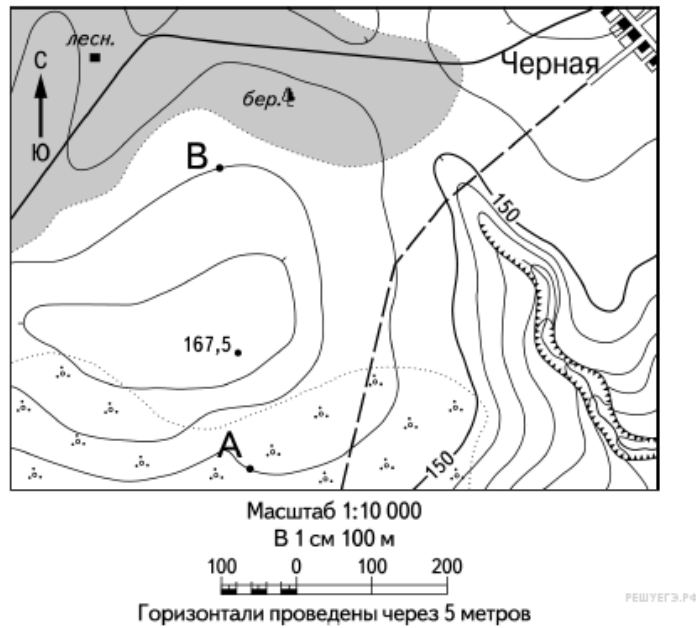 лесн.
С
Черная
бер.
Ю
В
150
167,5
А
150
Масштаб 1:10 000
В 1 см 100 м
100 0 100 200
Горизонтали проведены через 5 метров
РЕШУЕГЭ.РФ